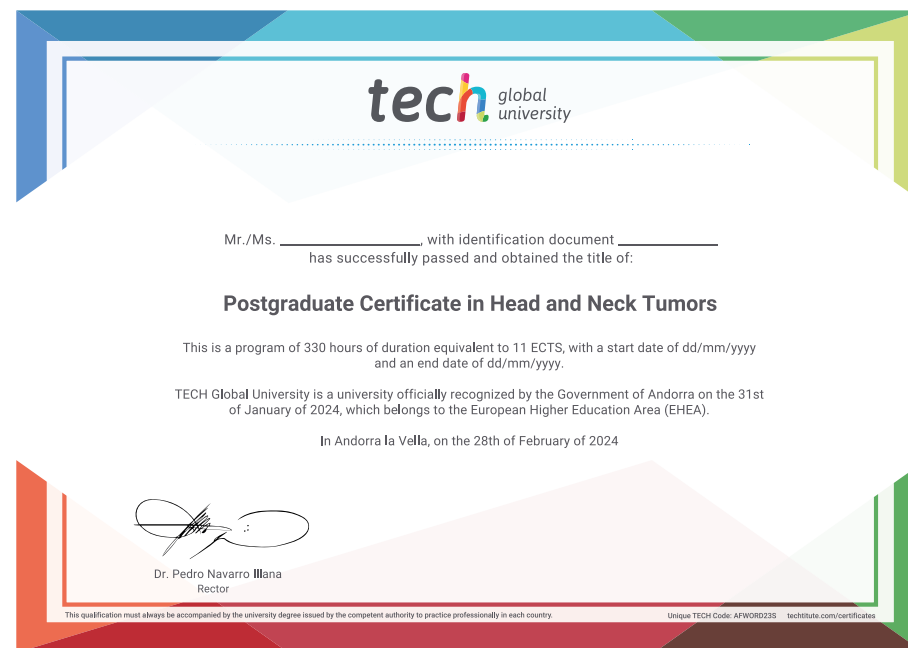 tech global university
Mr./Ms. ____________, with identification document ____________
has successfully passed and obtained the title of:
Postgraduate Certificate in Head and Neck Tumors
This is a program of 330 hours of duration equivalent to 11 ECTS, with a start date of dd/mm/yyyy
and an end date of dd/mm/yyyy.
TECH Global University is a university officially recognized by the Government of Andorra on the 31st
of January of 2024, which belongs to the European Higher Education Area (EHEA).
In Andorra la Vella, on the 28th of February of 2024
Dr. Pedro Navarro Illana
Rector
This qualification must always be accompanied by the university degree issued by the competent authority to practice professionally in each country. Unique TECH Code: AFWORD23S techtitute.com/certificates